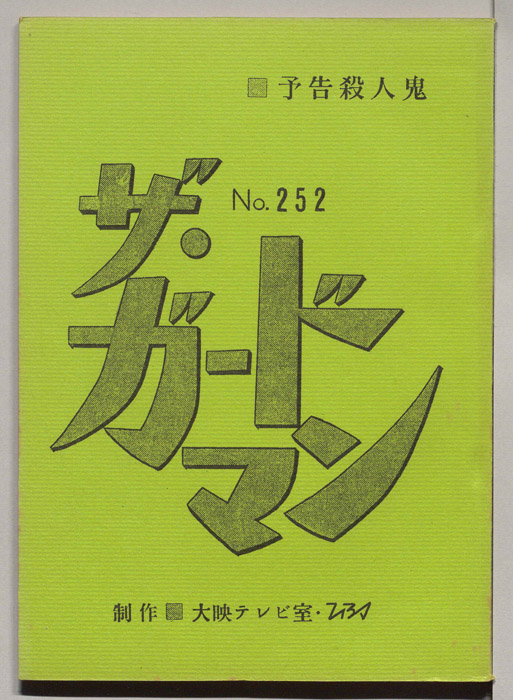 予告殺人鬼
No.252
ザ・
ガード
マン
制作 大映テレビ室・TBS